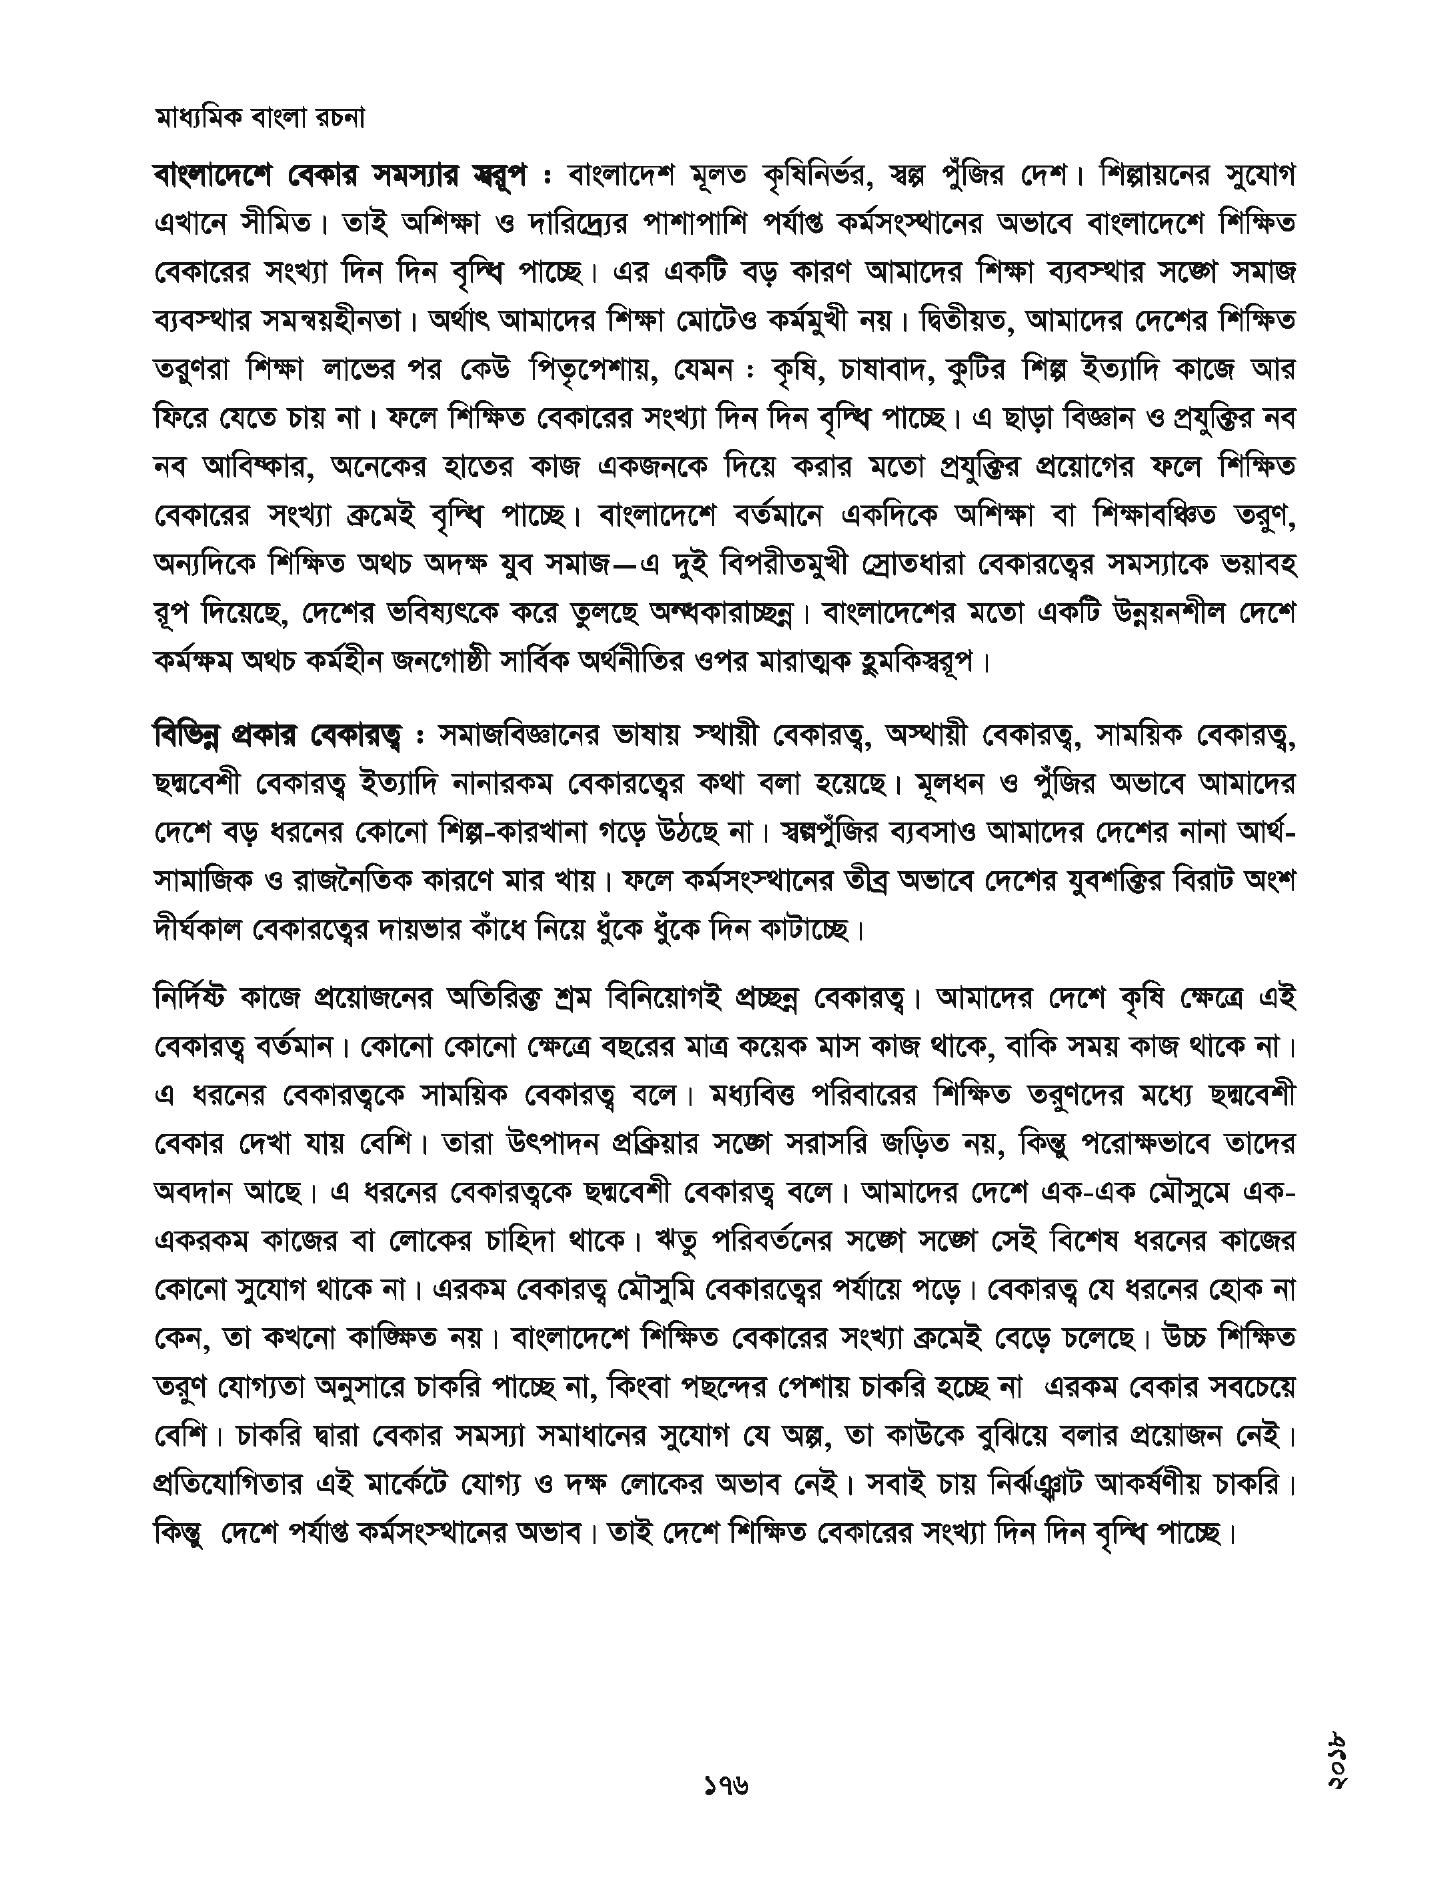 মাধ্যমিক বাংলা রচনা
বাংলাদেশে বেকার সমস্যার স্বরূপ : বাংলাদেশ মূলত কৃষিনির্ভর, স্বল্প পুঁজির দেশ। শিল্পায়নের সুযোগ
এখানে সীমিত। তাই অশিক্ষা ও দারিদ্র্যের পাশাপাশি পর্যাপ্ত কর্মসংস্থানের অভাবে বাংলাদেশে শিক্ষিত
বেকারের সংখ্যা দিন দিন বৃদ্ধি পাচ্ছে। এর একটি বড় কারণ আমাদের শিক্ষা ব্যবস্থার সঙ্গে সমাজ
ব্যবস্থার সমন্বয়হীনতা। অর্থাৎ আমাদের শিক্ষা মোটেও কর্মমুখী নয়। দ্বিতীয়ত, আমাদের দেশের শিক্ষিত
তরুণরা শিক্ষা লাভের পর কেউ পিতৃপেশায়, যেমন : কৃষি, চাষাবাদ, কুটির শিল্প ইত্যাদি কাজে আর
ফিরে যেতে চায় না। ফলে শিক্ষিত বেকারের সংখ্যা দিন দিন বৃদ্ধি পাচ্ছে। এ ছাড়া বিজ্ঞান ও প্রযুক্তির নব
নব আবিষ্কার, অনেকের হাতের কাজ একজনকে দিয়ে করার মতো প্রযুক্তির প্রয়োগের ফলে শিক্ষিত
বেকারের সংখ্যা ক্রমেই বৃদ্ধি পাচ্ছে। বাংলাদেশে বর্তমানে একদিকে অশিক্ষা বা শিক্ষাবঞ্চিত তরুণ,
অন্যদিকে শিক্ষিত অথচ অদক্ষ যুব সমাজ—এ দুই বিপরীতমুখী স্রোতধারা বেকারত্বের সমস্যাকে ভয়াবহ
রূপ দিয়েছে, দেশের ভবিষ্যৎকে করে তুলছে অন্ধকারাচ্ছন্ন। বাংলাদেশের মতো একটি উন্নয়নশীল দেশে
কর্মক্ষম অথচ কর্মহীন জনগোষ্ঠী সার্বিক অর্থনীতির ওপর মারাত্মক হুমকিস্বরূপ।
বিভিন্ন প্রকার বেকারত্ব : সমাজবিজ্ঞানের ভাষায় স্থায়ী বেকারত্ব, অস্থায়ী বেকারত্ব, সাময়িক বেকারত্ব,
ছদ্মবেশী বেকারত্ব ইত্যাদি নানারকম বেকারত্বের কথা বলা হয়েছে। মূলধন ও পুঁজির অভাবে আমাদের
দেশে বড় ধরনের কোনো শিল্প-কারখানা গড়ে উঠছে না। স্বল্পপুঁজির ব্যবসাও আমাদের দেশের নানা আর্থ-
সামাজিক ও রাজনৈতিক কারণে মার খায়। ফলে কর্মসংস্থানের তীব্র অভাবে দেশের যুবশক্তির বিরাট অংশ
দীর্ঘকাল বেকারত্বের দায়ভার কাঁধে নিয়ে ধুঁকে ধুঁকে দিন কাটাচ্ছে।
নির্দিষ্ট কাজে প্রয়োজনের অতিরিক্ত শ্রম বিনিয়োগই প্রচ্ছন্ন বেকারত্ব। আমাদের দেশে কৃষি ক্ষেত্রে এই
বেকারত্ব বর্তমান। কোনো কোনো ক্ষেত্রে বছরের মাত্র কয়েক মাস কাজ থাকে, বাকি সময় কাজ থাকে না।
এ ধরনের বেকারত্বকে সাময়িক বেকারত্ব বলে। মধ্যবিত্ত পরিবারের শিক্ষিত তরুণদের মধ্যে ছদ্মবেশী
বেকার দেখা যায় বেশি। তারা উৎপাদন প্রক্রিয়ার সঙ্গে সরাসরি জড়িত নয়, কিন্তু পরোক্ষভাবে তাদের
অবদান আছে। এ ধরনের বেকারত্বকে ছদ্মবেশী বেকারত্ব বলে। আমাদের দেশে এক-এক মৌসুমে এক-
একরকম কাজের বা লোকের চাহিদা থাকে। ঋতু পরিবর্তনের সঙ্গে সঙ্গে সেই বিশেষ ধরনের কাজের
কোনো সুযোগ থাকে না। এরকম বেকারত্ব মৌসুমি বেকারত্বের পর্যায়ে পড়ে। বেকারত্ব যে ধরনের হোক না
কেন, তা কখনো কাঙ্ক্ষিত নয়। বাংলাদেশে শিক্ষিত বেকারের সংখ্যা ক্রমেই বেড়ে চলেছে। উচ্চ শিক্ষিত
তরুণ যোগ্যতা অনুসারে চাকরি পাচ্ছে না, কিংবা পছন্দের পেশায় চাকরি হচ্ছে না এরকম বেকার সবচেয়ে
বেশি। চাকরি দ্বারা বেকার সমস্যা সমাধানের সুযোগ যে অল্প, তা কাউকে বুঝিয়ে বলার প্রয়োজন নেই।
প্রতিযোগিতার এই মার্কেটে যোগ্য ও দক্ষ লোকের অভাব নেই। সবাই চায় নির্ঝঞ্ঝাট আকর্ষণীয় চাকরি।
কিন্তু দেশে পর্যাপ্ত কর্মসংস্থানের অভাব। তাই দেশে শিক্ষিত বেকারের সংখ্যা দিন দিন বৃদ্ধি পাচ্ছে।
১৭৬
২০১৮